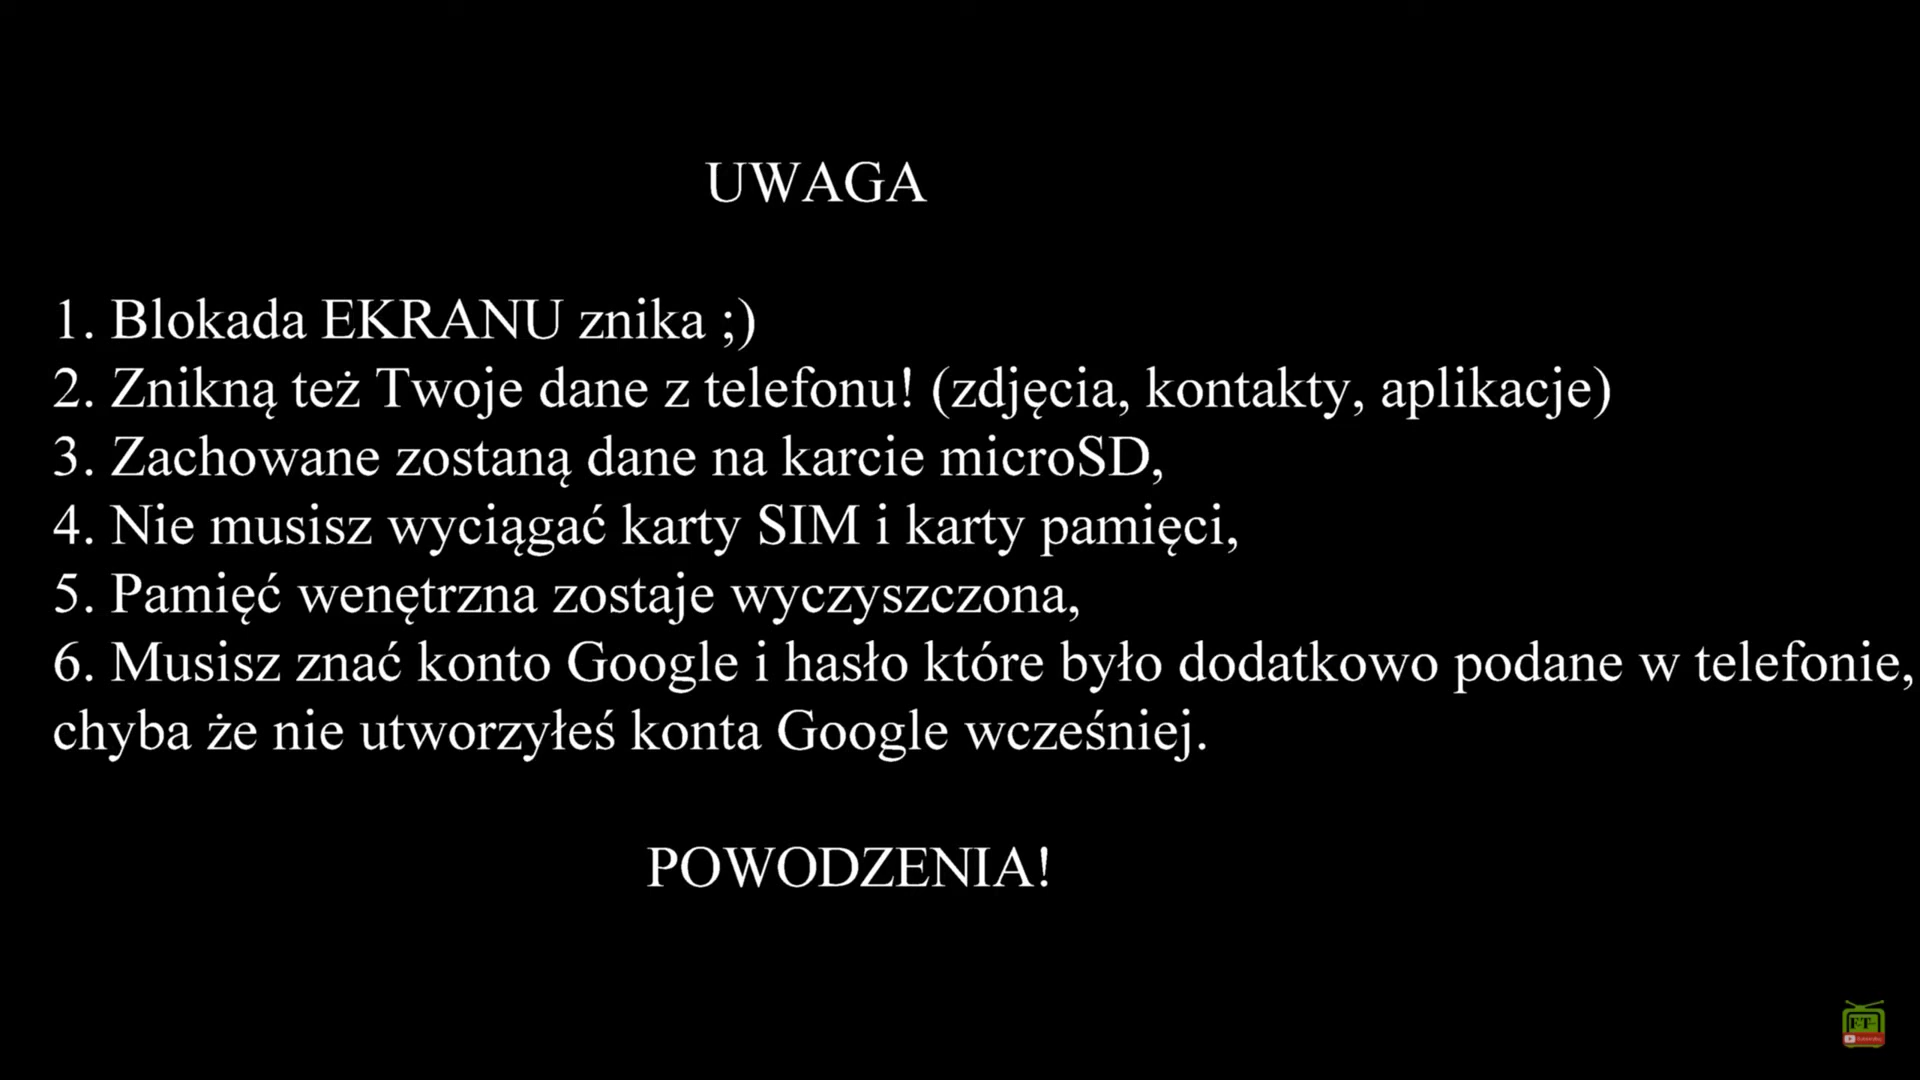 UWAGA
1. Blokada EKRANU znika ;)
2. Znikną też Twoje dane z telefonu! (zdjęcia, kontakty, aplikacje)
3. Zachowane zostaną dane na karcie microSD,
4. Nie musisz wyciągać karty SIM i karty pamięci,
5. Pamięć wenętrzna zostaje wyczyszczona,
6. Musisz znać konto Google i hasło które było dodatkowo podane w telefonie,
chyba że nie utworzyłeś konta Google wcześniej.
POWODZENIA!
FT